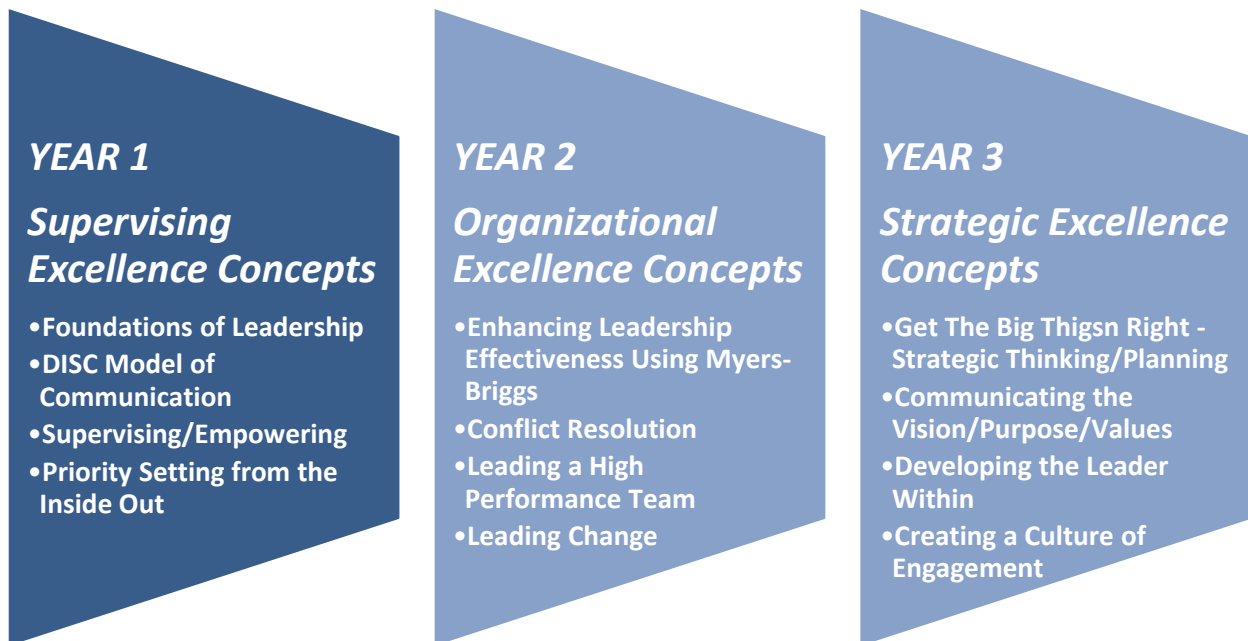 YEAR 1
Supervising
Excellence Concepts
•Foundations of Leadership
•DISC Model of
Communication
•Supervising/Empowering
•Priority Setting from the
Inside Out
YEAR 2
Organizational
Excellence Concepts
•Enhancing Leadership
Effectiveness Using Myers-
Briggs
•Conflict Resolution
•Leading a High
Performance Team
•Leading Change
YEAR 3
Strategic Excellence
Concepts
•Get The Big Thigsn Right -
Strategic Thinking/Planning
•Communicating the
Vision/Purpose/Values
•Developing the Leader
Within
•Creating a Culture of
Engagement